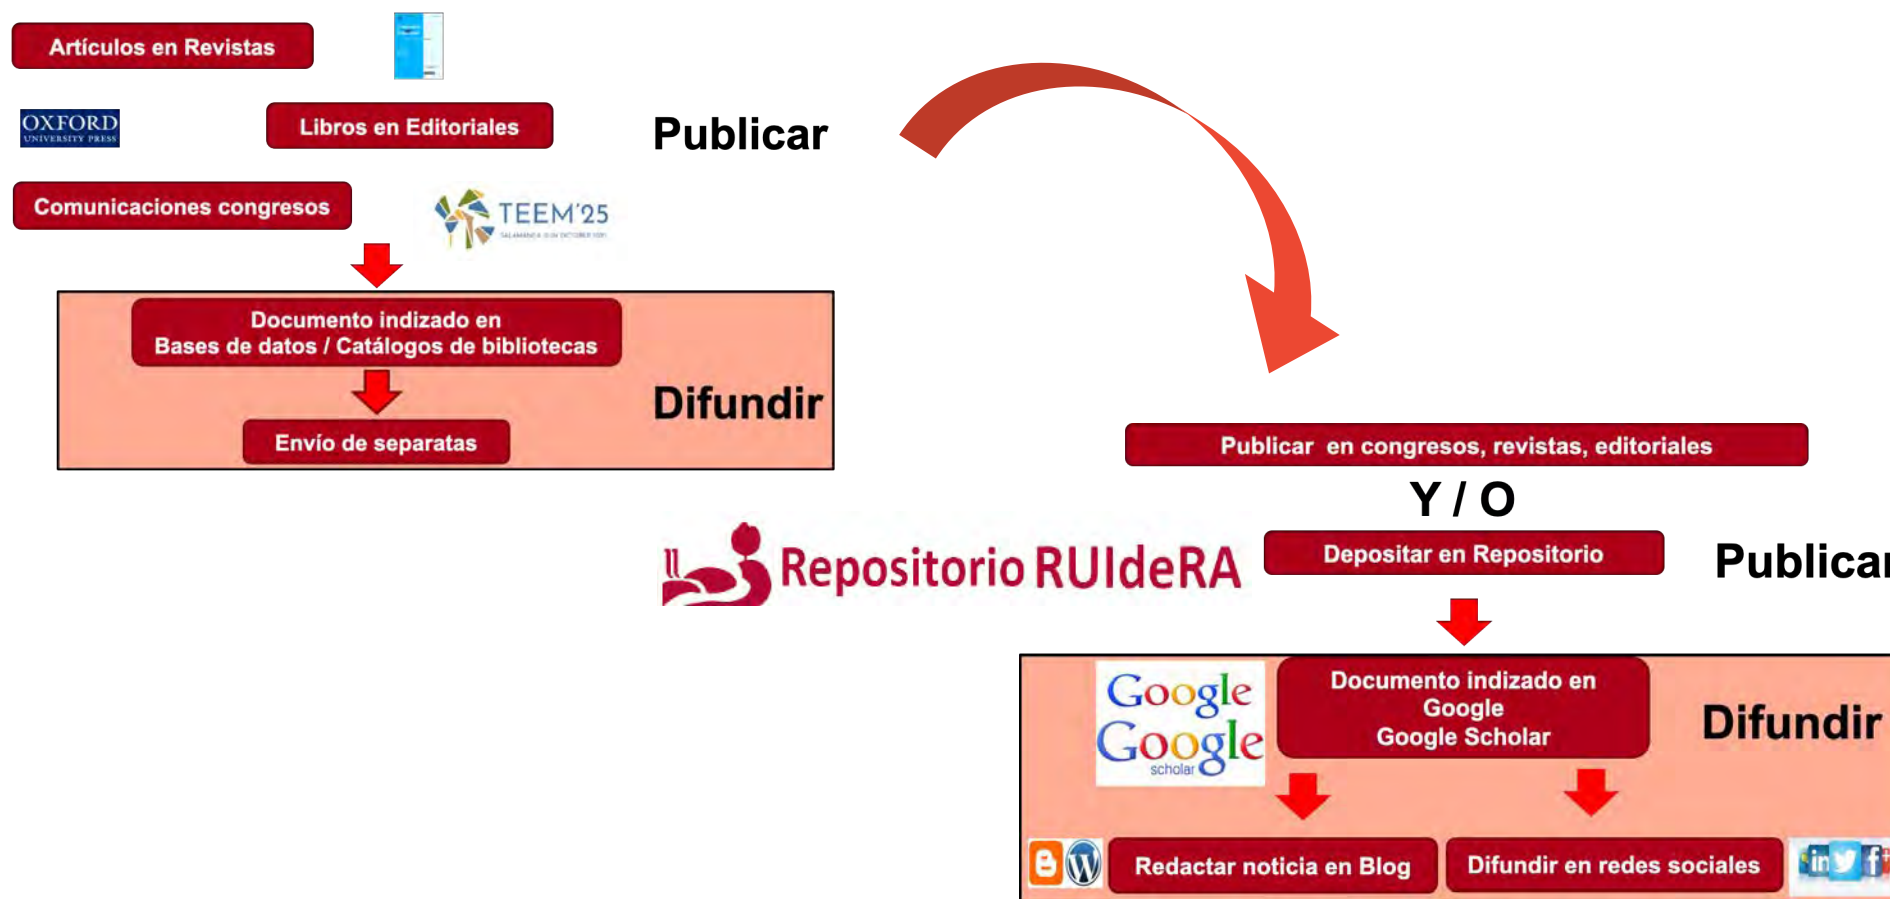 Artículos en Revistas
OXFORD
UNIVERSITY PRESS
Libros en Editoriales
Publicar
Comunicaciones congresos
TEEM'25
Documento indizado en
Bases de datos / Catálogos de bibliotecas
Difundir
Envío de separatas
Publicar en congresos, revistas, editoriales
Y / O
Repositorio RUIdeRA
Depositar en Repositorio
Publicar
Google
Google
scholar
Documento indizado en
Google
Google Scholar
Difundir
Redactar noticia en Blog
Difundir en redes sociales
in
f